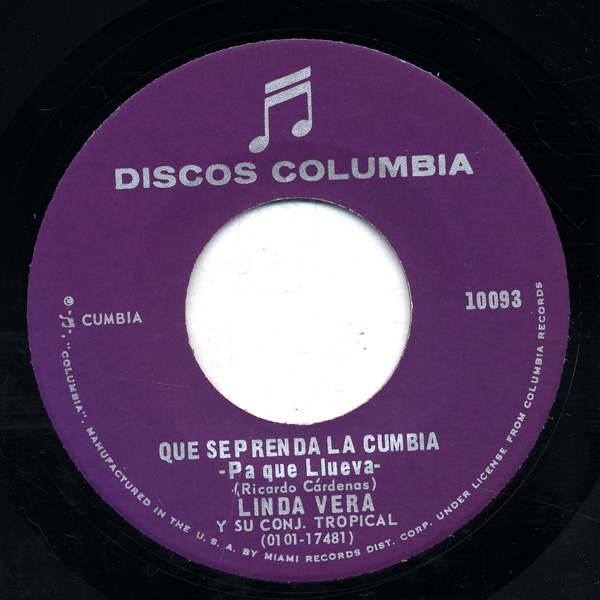 DISCOS COLUMBIA
CUMBIA
10093
QUE SEPRENDA LA CUMBIA
-Pa que Llueva-
(Ricardo Cárdenas)
LINDA VERA
Y SU CONJ. TROPICAL
(0101-17481)
℗ ♫, "COLUMBIA". MANUFACTURED IN THE U. S. A. BY MIAMI RECORDS DIST. CORP. UNDER LICENSE FROM COLUMBIA RECORDS